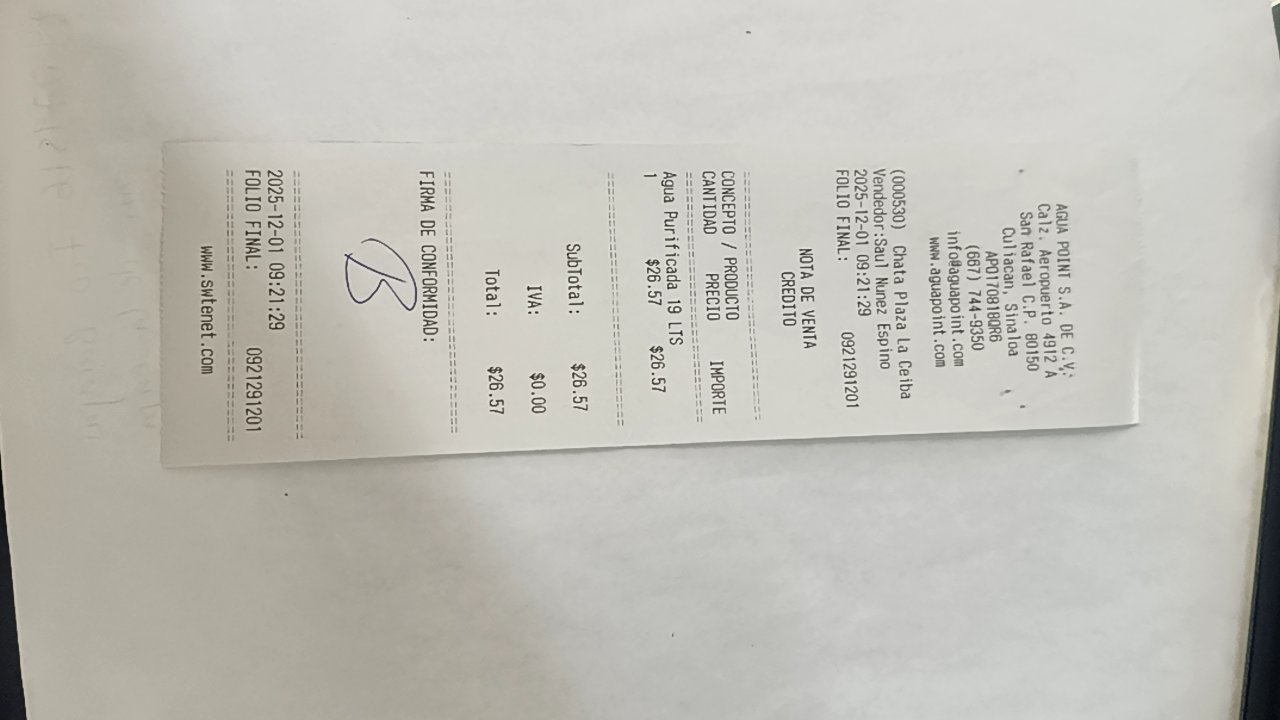 AGUA POINT S.A. DE C.V.
Calz. Aeropuerto 4912 A
San Rafael C.P. 80150
Culiacan, Sinaloa
APO170818QR6
(667) 744-9350
info@aguapoint.com
www.aguapoint.com
(000530) Chata Plaza La Ceiba
Vendedor:Saul Nunez Espino
2025-12-01 09:21:29
FOLIO FINAL: 0921291201
NOTA DE VENTA
CREDITO
CONCEPTO / PRODUCTO
CANTIDAD PRECIO IMPORTE
Agua Purificada 19 LTS
1 $26.57 $26.57
SubTotal: $26.57
IVA: $0.00
Total: $26.57
FIRMA DE CONFORMIDAD:
2025-12-01 09:21:29
FOLIO FINAL: 0921291201
www.swtenet.com